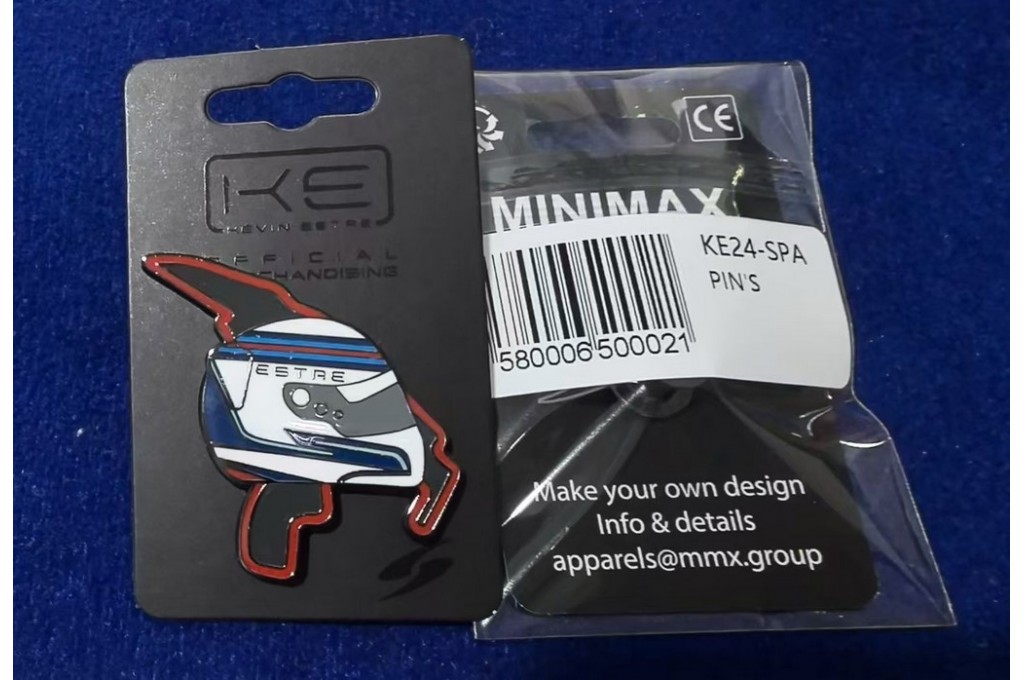 KE
KEVIN ESTRE
OFFICIAL
MERCHANDISING
ESTRE
CE
MINIMAX
KE24-SPA
PIN'S
580006 500021
Make your own design
Info & details
apparels@mmx.group